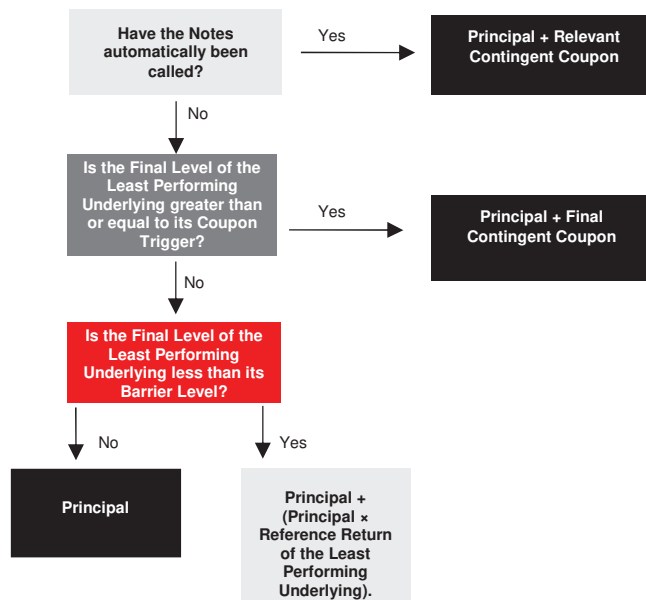 Have the Notes
automatically been
called?
Yes
Principal + Relevant
Contingent Coupon
No
Is the Final Level of the
Least Performing
Underlying greater than
or equal to its Coupon
Trigger?
Yes
Principal + Final
Contingent Coupon
No
Is the Final Level of the
Least Performing
Underlying less than its
Barrier Level?
No
Yes
Principal
Principal +
(Principal ×
Reference Return
of the Least
Performing
Underlying).